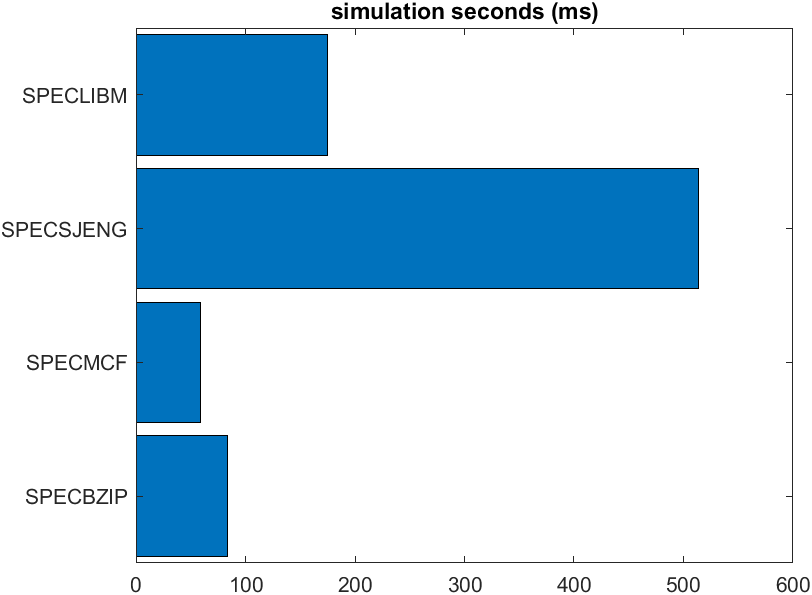 simulation seconds (ms)
SPECLIBM
SPECSJENG
SPECMCF
SPECBZIP
0 100 200 300 400 500 600